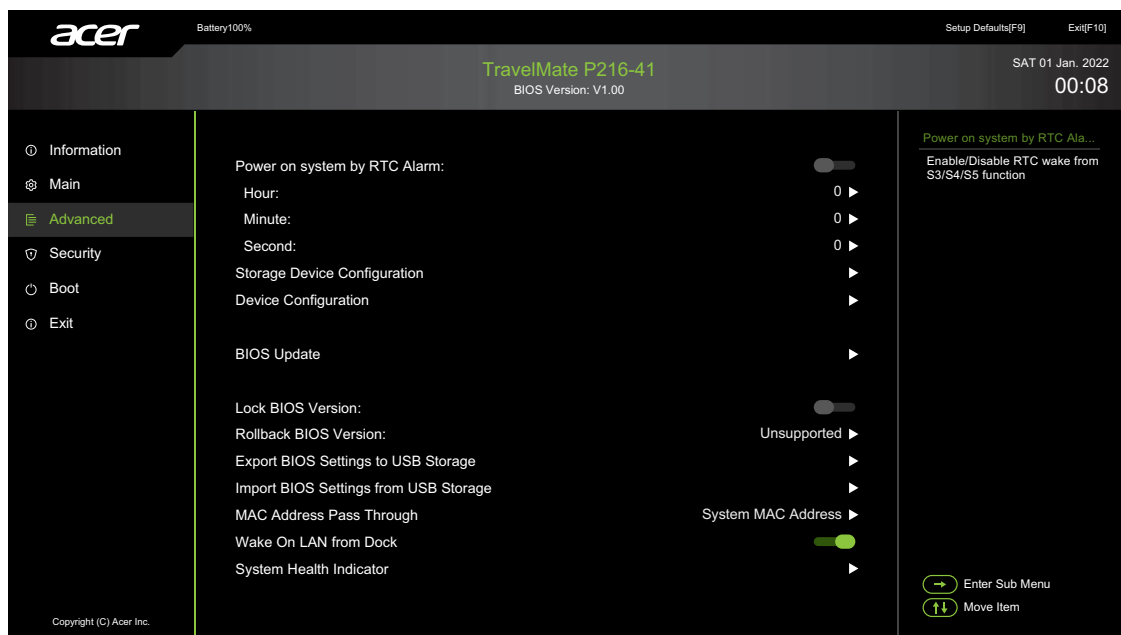 acer
Battery100%
Setup Defaults[F9] Exit[F10]
TravelMate P216-41
BIOS Version: V1.00
SAT 01 Jan. 2022
00:08
Information
Main
Advanced
Security
Boot
Exit
Copyright (C) Acer Inc.
Power on system by RTC Alarm:
Hour: 0
Minute: 0
Second: 0
Storage Device Configuration
Device Configuration
BIOS Update
Lock BIOS Version:
Rollback BIOS Version: Unsupported
Export BIOS Settings to USB Storage
Import BIOS Settings from USB Storage
MAC Address Pass Through System MAC Address
Wake On LAN from Dock
System Health Indicator
Power on system by RTC Ala...
Enable/Disable RTC wake from
S3/S4/S5 function
Enter Sub Menu
Move Item